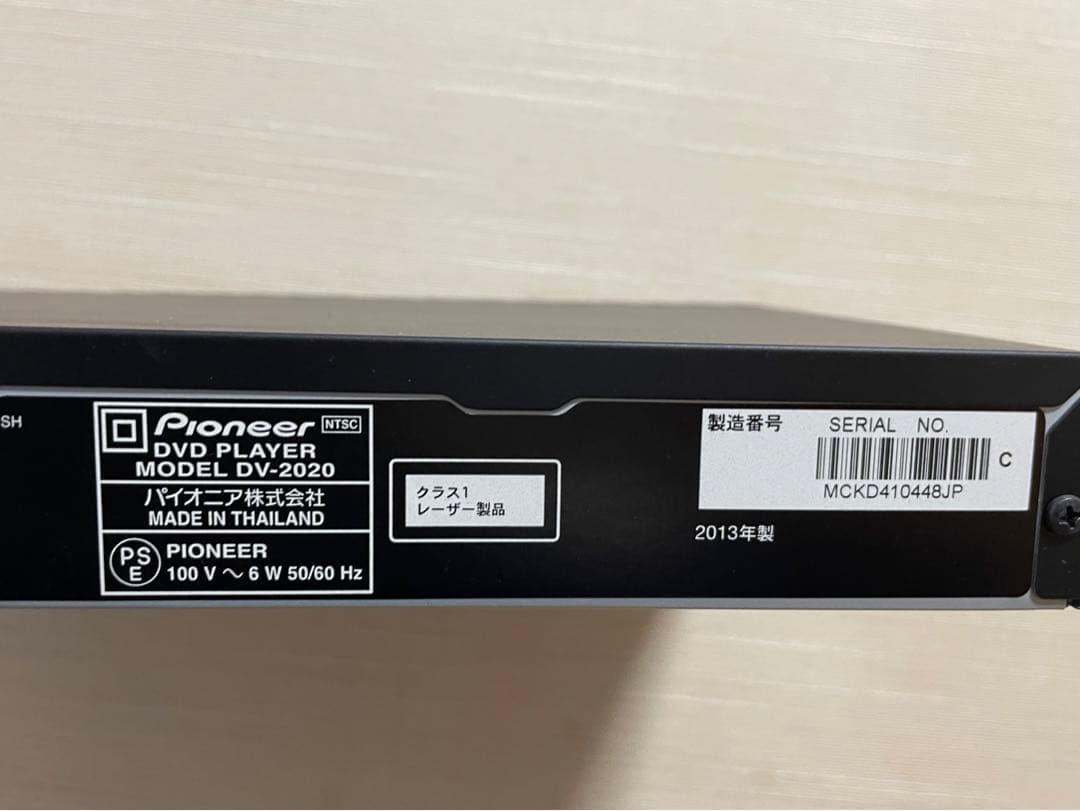 SH
Pioneer NTSC
DVD PLAYER
MODEL DV-2020
パイオニア株式会社
MADE IN THAILAND
PS
E
PIONEER
100 V ～ 6 W 50/60 Hz
クラス1
レーザー製品
製造番号 SERIAL NO.
C
MCKD410448JP
2013年製